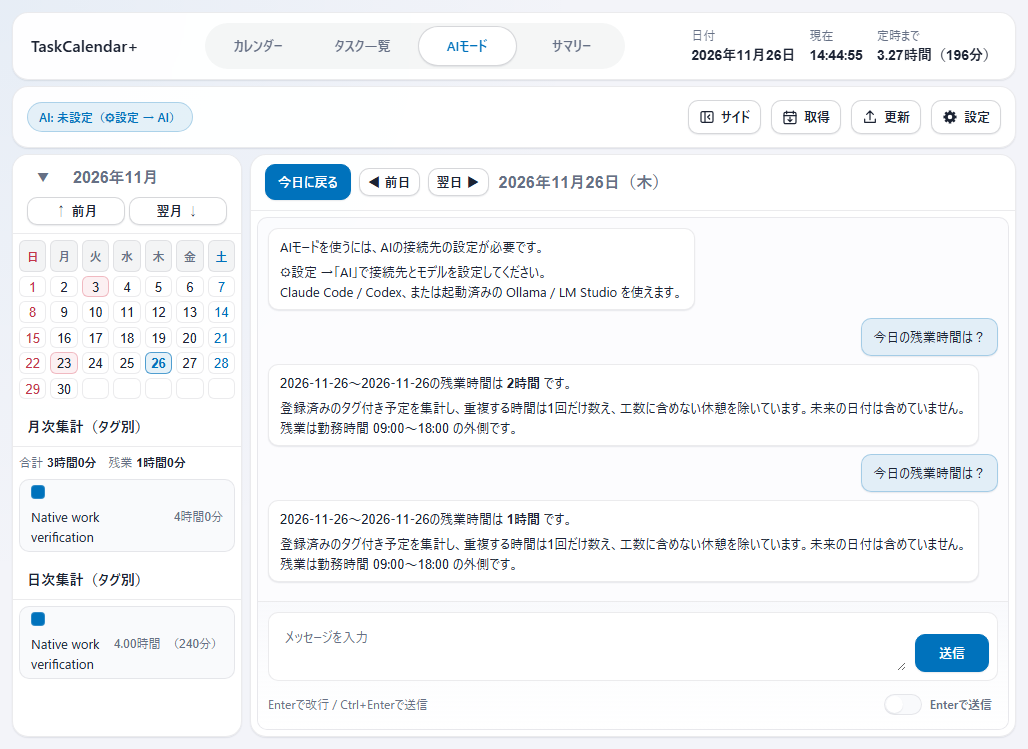 TaskCalendar+
カレンダー
タスク一覧
AIモード
サマリー
日付
2026年11月26日
現在
14:44:55
定時まで
3.27時間（196分）
AI: 未設定（⚙設定 → AI）
サイド
取得
更新
設定
▼ 2026年11月
↑ 前月
翌月 ↓
日 月 火 水 木 金 土
1 2 3 4 5 6 7
8 9 10 11 12 13 14
15 16 17 18 19 20 21
22 23 24 25 26 27 28
29 30
月次集計（タグ別）
合計 3時間0分 残業 1時間0分
Native work verification
4時間0分
日次集計（タグ別）
Native work verification
4.00時間 （240分）
今日に戻る
◀ 前日
翌日 ▶
2026年11月26日（木）
AIモードを使うには、AIの接続先の設定が必要です。
⚙設定 →「AI」で接続先とモデルを設定してください。
Claude Code / Codex、または起動済みの Ollama / LM Studio を使えます。
今日の残業時間は？
2026-11-26～2026-11-26の残業時間は 2時間 です。
登録済みのタグ付き予定を集計し、重複する時間は1回だけ数え、工数に含めない休憩を除いています。未来の日付は含めていません。
残業は勤務時間 09:00～18:00 の外側です。
今日の残業時間は？
2026-11-26～2026-11-26の残業時間は 1時間 です。
登録済みのタグ付き予定を集計し、重複する時間は1回だけ数え、工数に含めない休憩を除いています。未来の日付は含めていません。
残業は勤務時間 09:00～18:00 の外側です。
メッセージを入力
送信
Enterで改行 / Ctrl+Enterで送信
Enterで送信